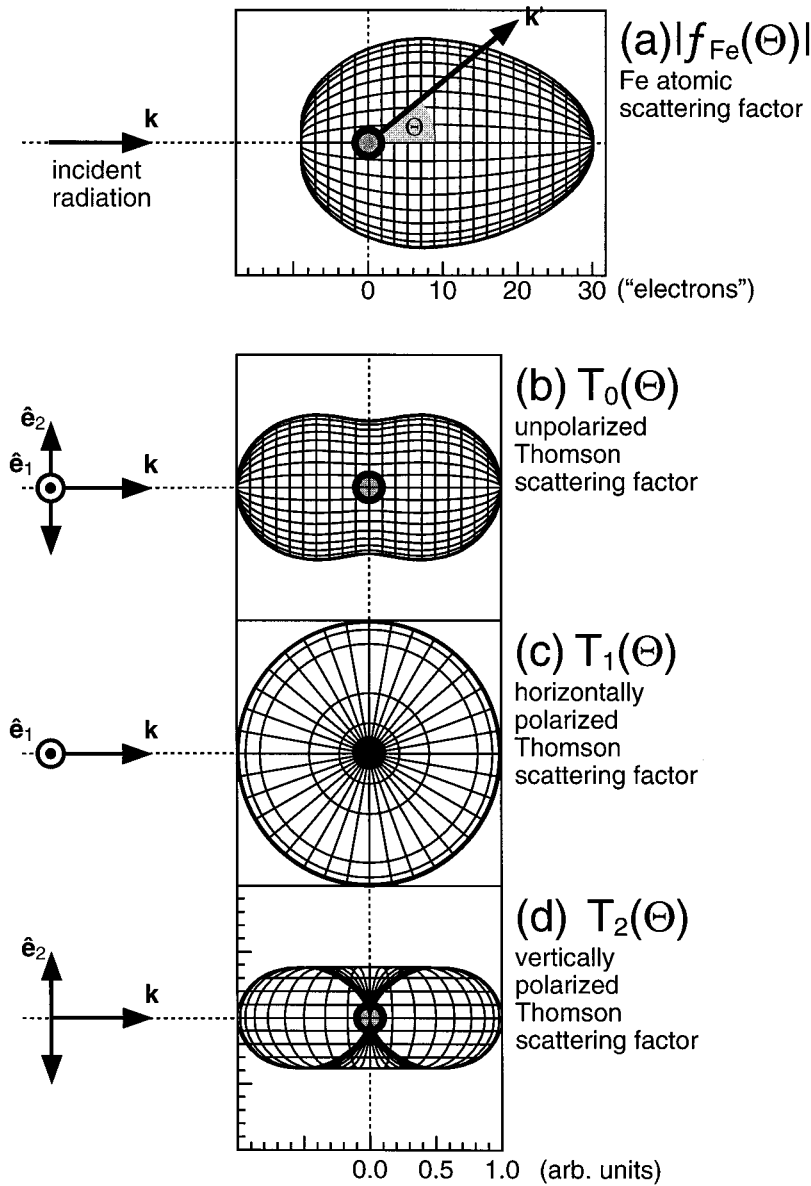 k'
(a)|f_Fe(Θ)|
Fe atomic
scattering factor
k
Θ
incident
radiation
0 10 20 30 ("electrons")
(b) T₀(Θ)
unpolarized
Thomson
scattering factor
ê₂
ê₁
k
(c) T₁(Θ)
horizontally
polarized
Thomson
scattering factor
ê₁
k
(d) T₂(Θ)
vertically
polarized
Thomson
scattering factor
ê₂
k
0.0 0.5 1.0 (arb. units)